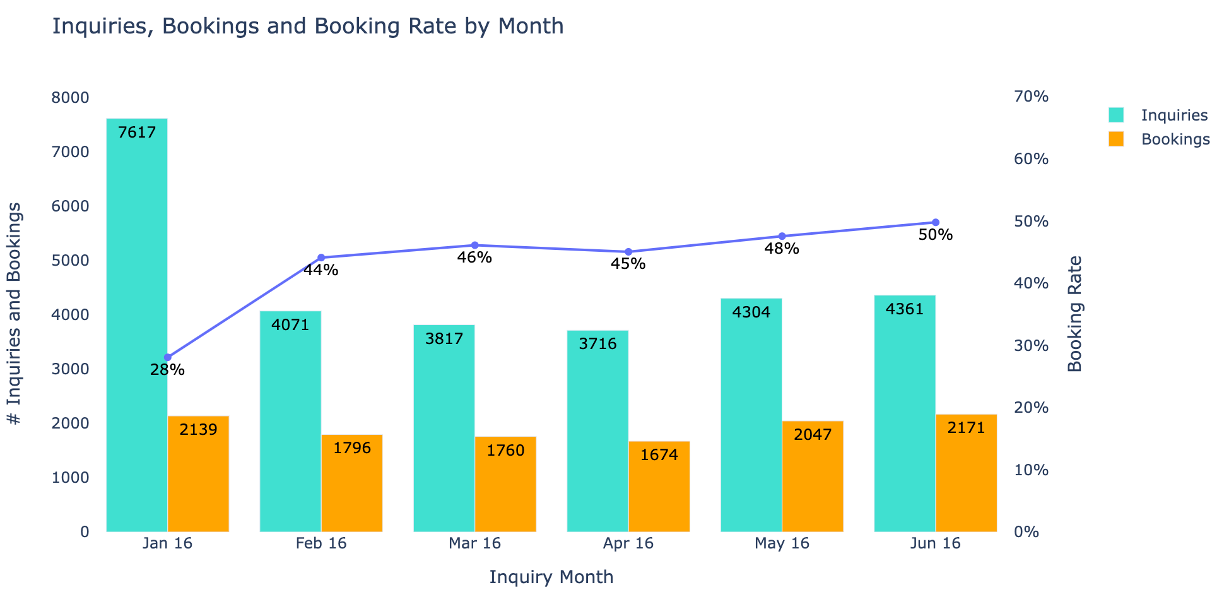 Inquiries, Bookings and Booking Rate by Month
8000
7000
6000
5000
4000
3000
2000
1000
0
# Inquiries and Bookings
7617
4071
3817
3716
4304
4361
2139
1796
1760
1674
2047
2171
28%
44%
46%
45%
48%
50%
Jan 16
Feb 16
Mar 16
Apr 16
May 16
Jun 16
Inquiry Month
70%
60%
50%
40%
30%
20%
10%
0%
Booking Rate
Inquiries
Bookings